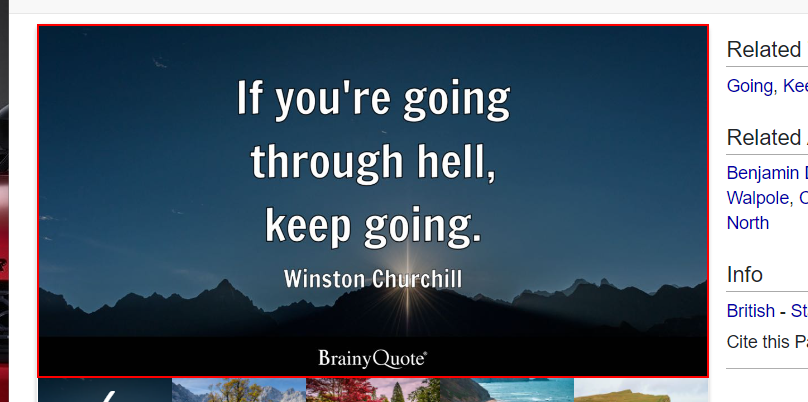 If you're going
through hell,
keep going.
Winston Churchill
BrainyQuote®
Related
Going,
Related
Benjamin
Walpole,
North
Info
British - St
Cite this